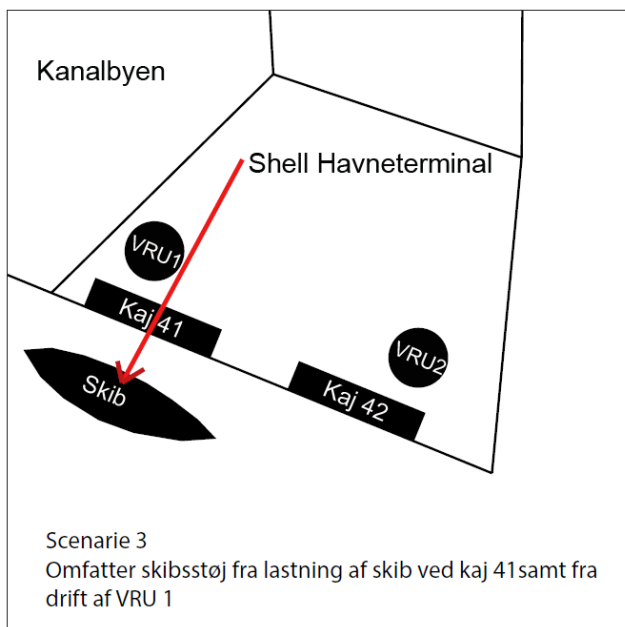 Kanalbyen
Shell Havneterminal
VRU1
Kaj 41
VRU2
Skib
Kaj 42
Scenarie 3
Omfatter skibsstøj fra lastning af skib ved kaj 41samt fra
drift af VRU 1